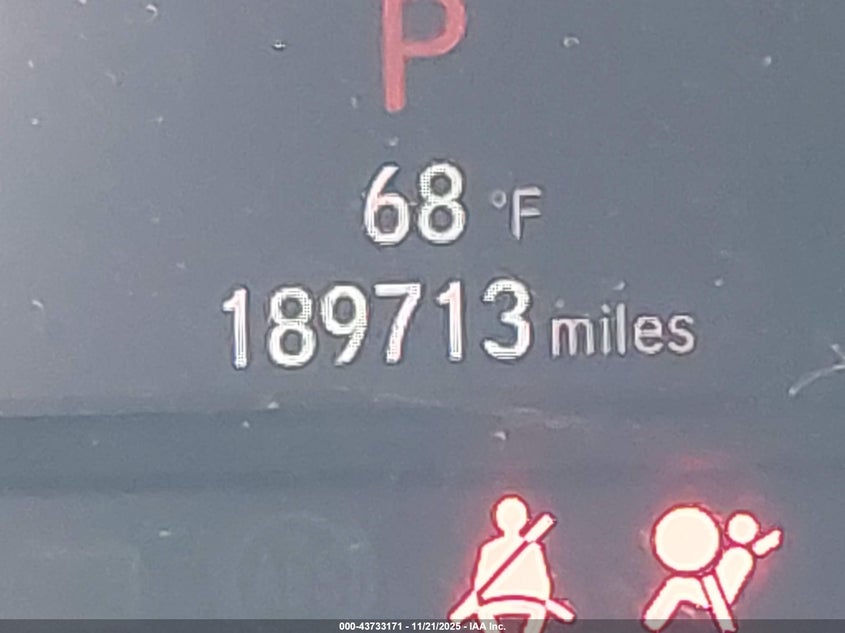 P
68 °F
189713 miles
000-43733171 - 11/21/2025 - IAA Inc.